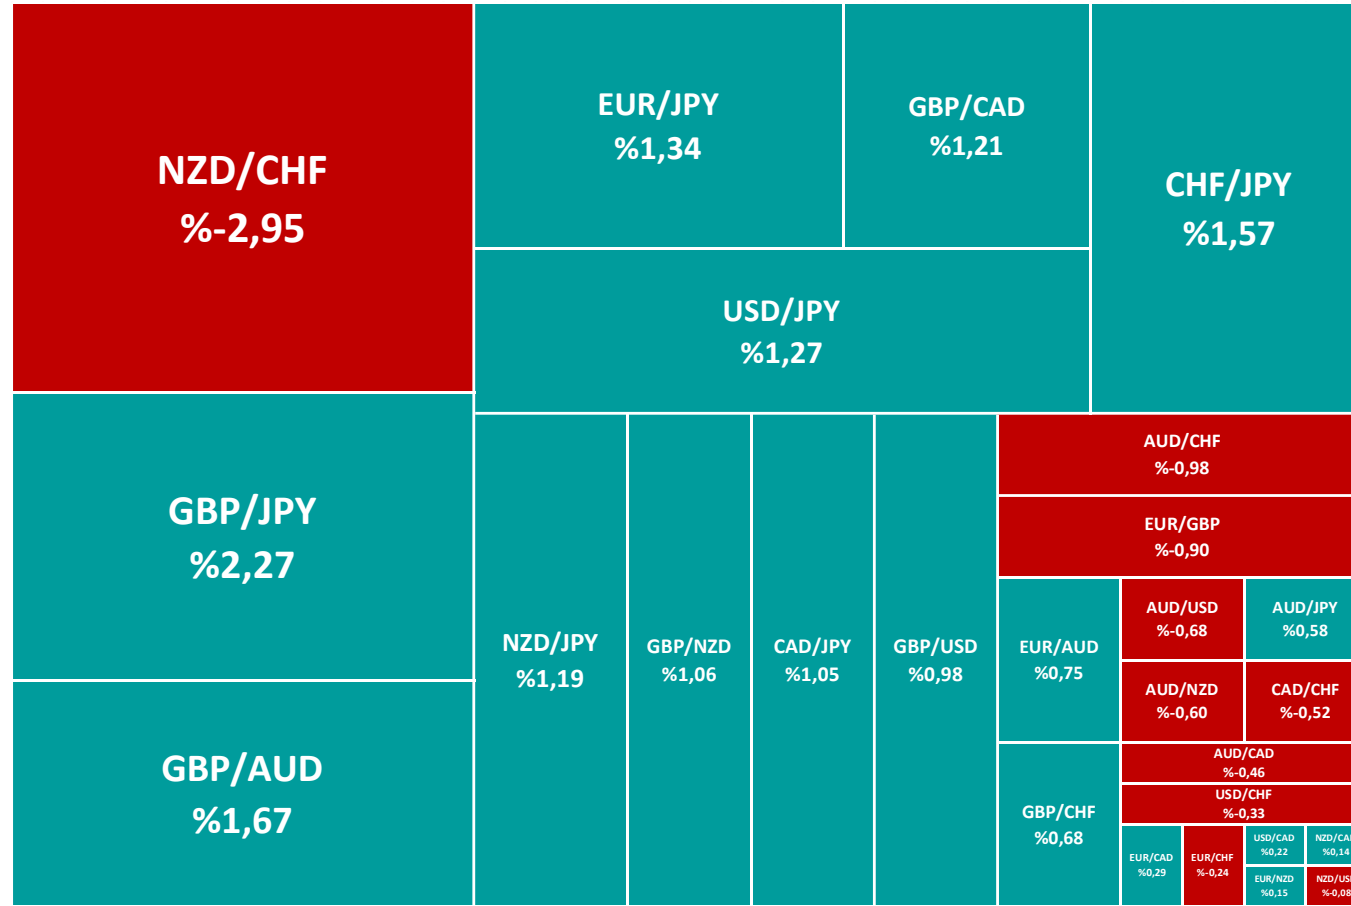 NZD/CHF
%-2,95
GBP/JPY
%2,27
GBP/AUD
%1,67
EUR/JPY
%1,34
GBP/CAD
%1,21
USD/JPY
%1,27
CHF/JPY
%1,57
NZD/JPY
%1,19
GBP/NZD
%1,06
CAD/JPY
%1,05
GBP/USD
%0,98
AUD/CHF
%-0,98
EUR/GBP
%-0,90
EUR/AUD
%0,75
AUD/USD
%-0,68
AUD/JPY
%0,58
AUD/NZD
%-0,60
CAD/CHF
%-0,52
GBP/CHF
%0,68
AUD/CAD
%-0,46
USD/CHF
%-0,33
EUR/CAD
%0,29
EUR/CHF
%-0,24
USD/CAD
%0,22
NZD/CAD
%0,14
EUR/NZD
%0,15
NZD/USD
%-0,08